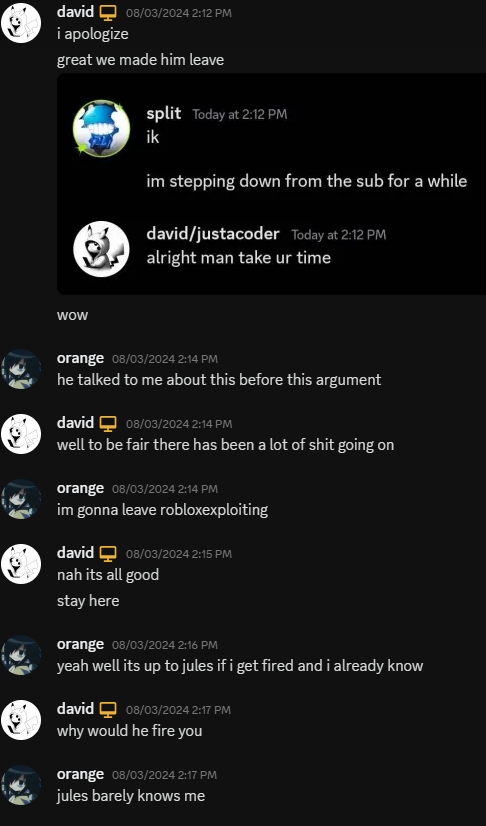 david 08/03/2024 2:12 PM
i apologize
great we made him leave
split Today at 2:12 PM
ik
im stepping down from the sub for a while
david/justacoder Today at 2:12 PM
alright man take ur time
wow
orange 08/03/2024 2:14 PM
he talked to me about this before this argument
david 08/03/2024 2:14 PM
well to be fair there has been a lot of shit going on
orange 08/03/2024 2:14 PM
im gonna leave robloxexploiting
david 08/03/2024 2:15 PM
nah its all good
stay here
orange 08/03/2024 2:16 PM
yeah well its up to jules if i get fired and i already know
david 08/03/2024 2:17 PM
why would he fire you
orange 08/03/2024 2:17 PM
jules barely knows me